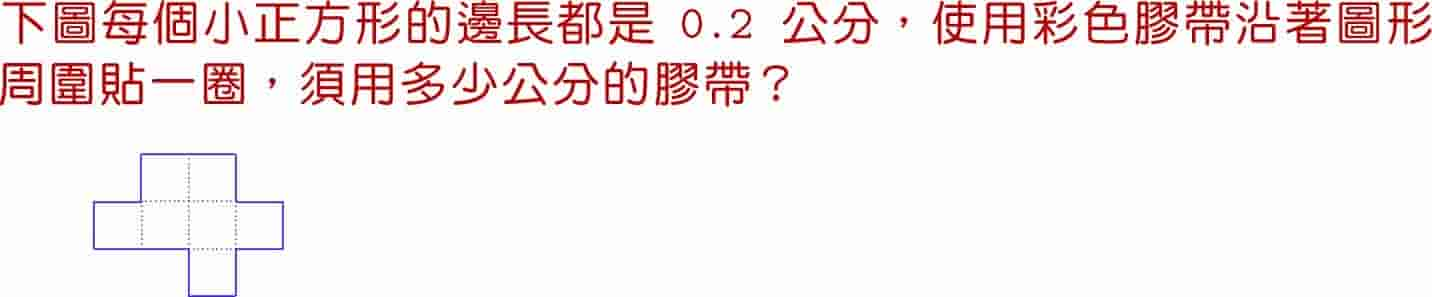 下圖每個小正方形的邊長都是 0.2 公分，使用彩色膠帶沿著圖形
周圍貼一圈，須用多少公分的膠帶？